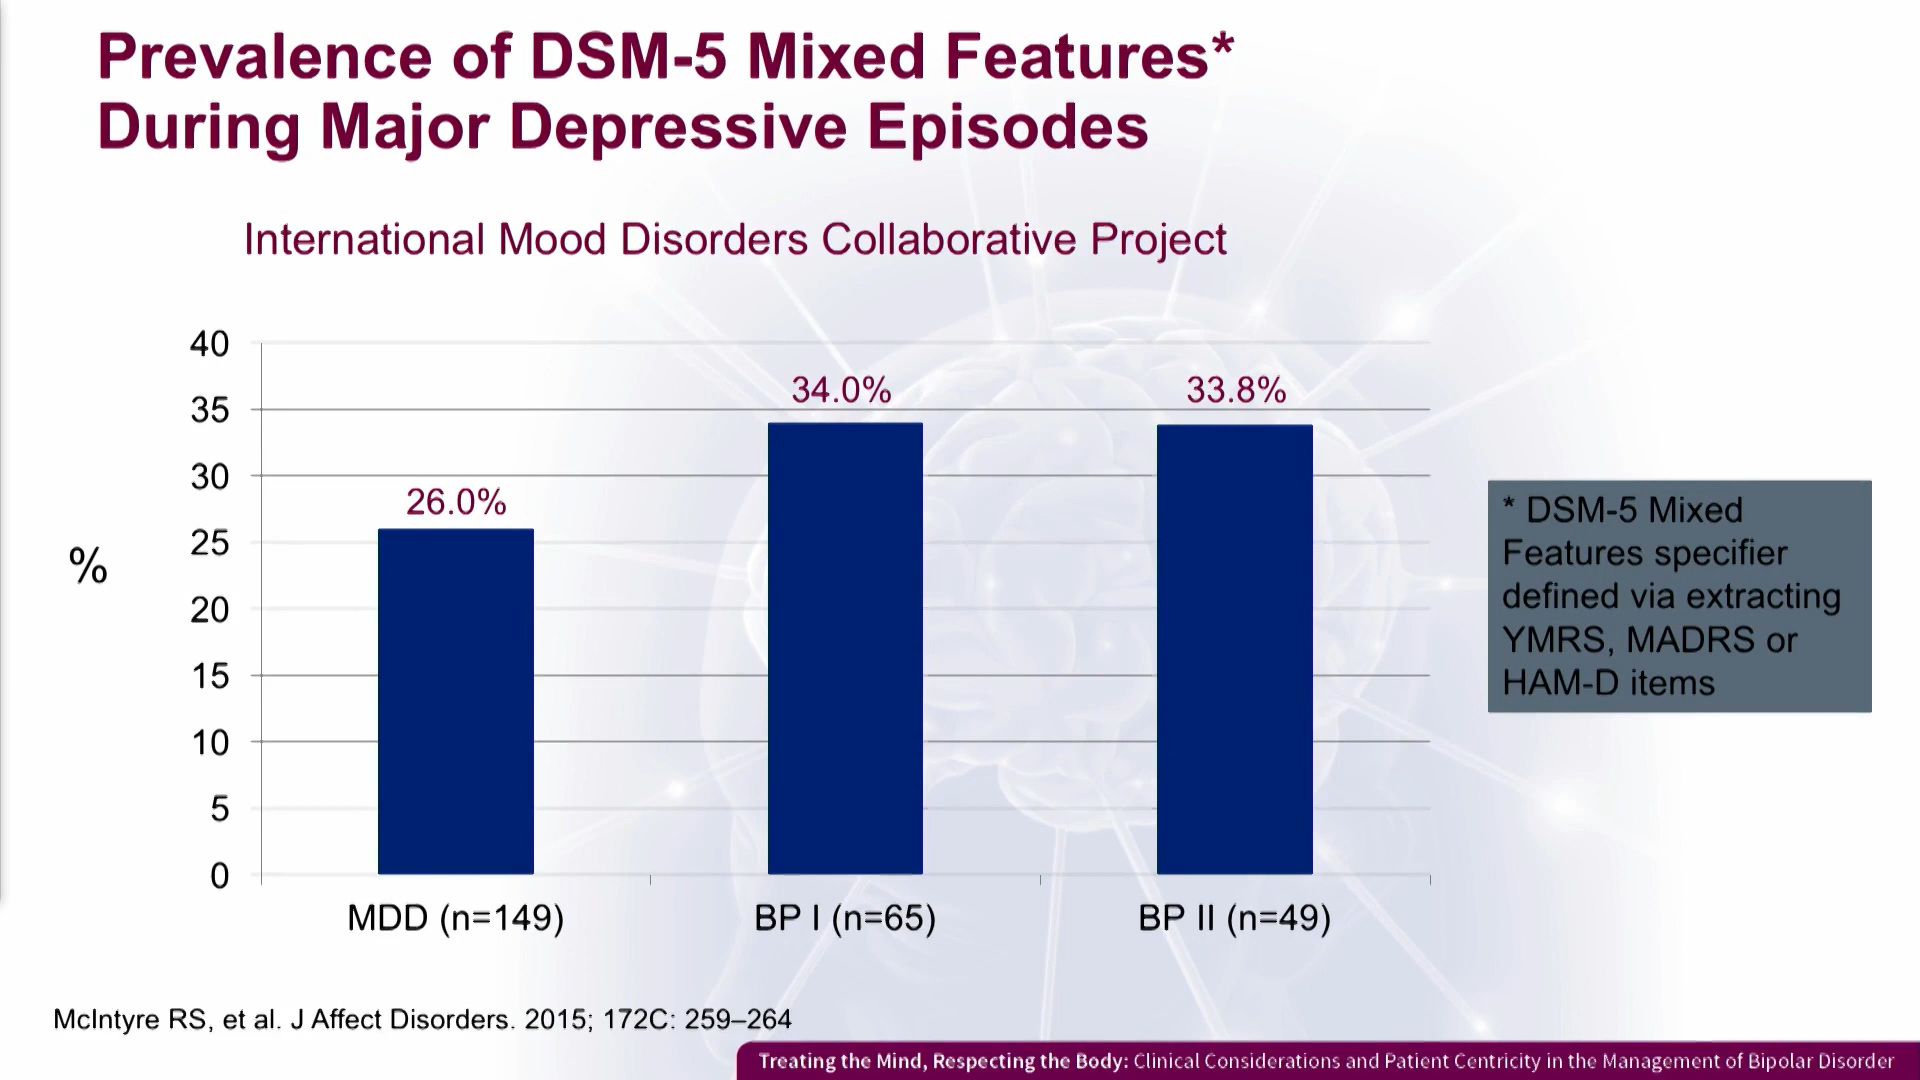 Prevalence of DSM-5 Mixed Features*
During Major Depressive Episodes
International Mood Disorders Collaborative Project
%
40
35
30
25
20
15
10
5
0
26.0%
34.0%
33.8%
MDD (n=149)
BP I (n=65)
BP II (n=49)
* DSM-5 Mixed
Features specifier
defined via extracting
YMRS, MADRS or
HAM-D items
McIntyre RS, et al. J Affect Disorders. 2015; 172C: 259–264
Treating the Mind, Respecting the Body: Clinical Considerations and Patient Centricity in the Management of Bipolar Disorder